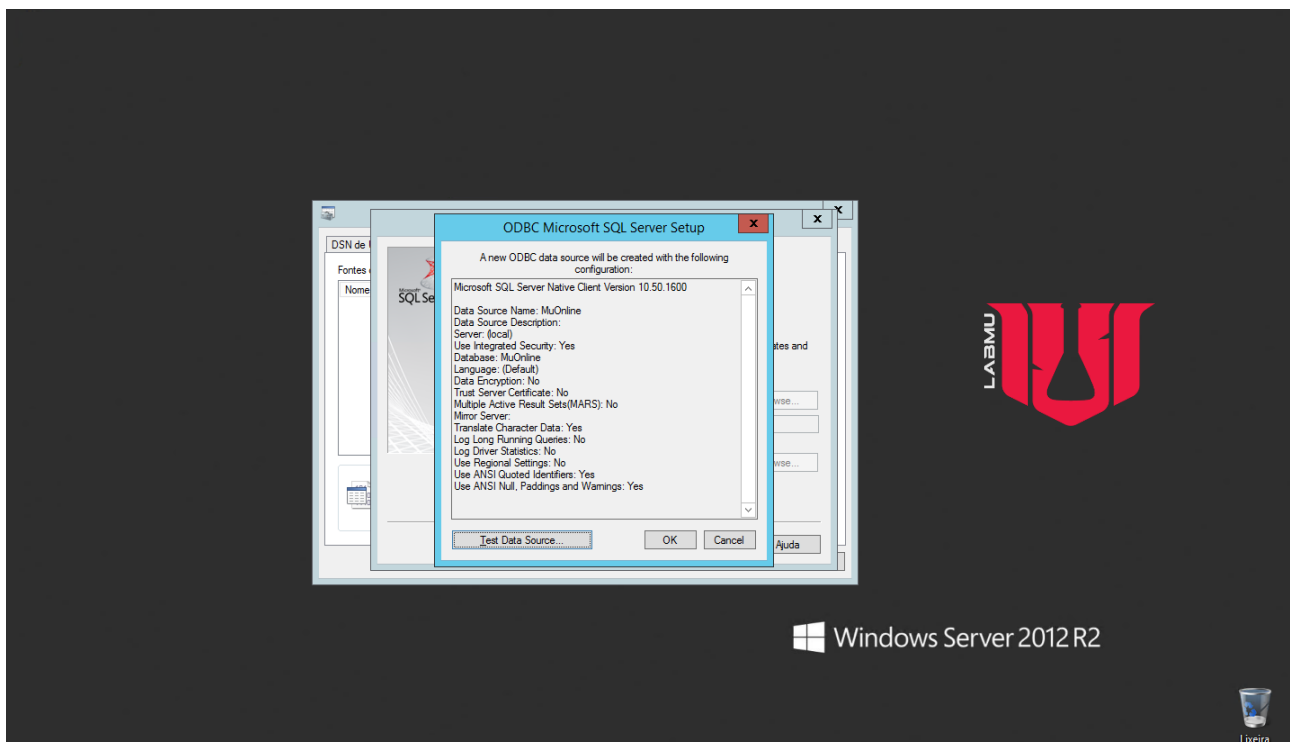 ODBC Microsoft SQL Server Setup
x
x
x
DSN de
Fontes
Nome
Microsoft
SQL Se
A new ODBC data source will be created with the following
configuration:
Microsoft SQL Server Native Client Version 10.50.1600
Data Source Name: MuOnline
Data Source Description:
Server: (local)
Use Integrated Security: Yes
Database: MuOnline
Language: (Default)
Data Encryption: No
Trust Server Certificate: No
Multiple Active Result Sets(MARS): No
Mirror Server:
Translate Character Data: Yes
Log Long Running Queries: No
Log Driver Statistics: No
Use Regional Settings: No
Use ANSI Quoted Identifiers: Yes
Use ANSI Null, Paddings and Warnings: Yes
Test Data Source...
OK
Cancel
ates and
wse...
wse...
Ajuda
LABMU
Windows Server 2012 R2
Lixeira